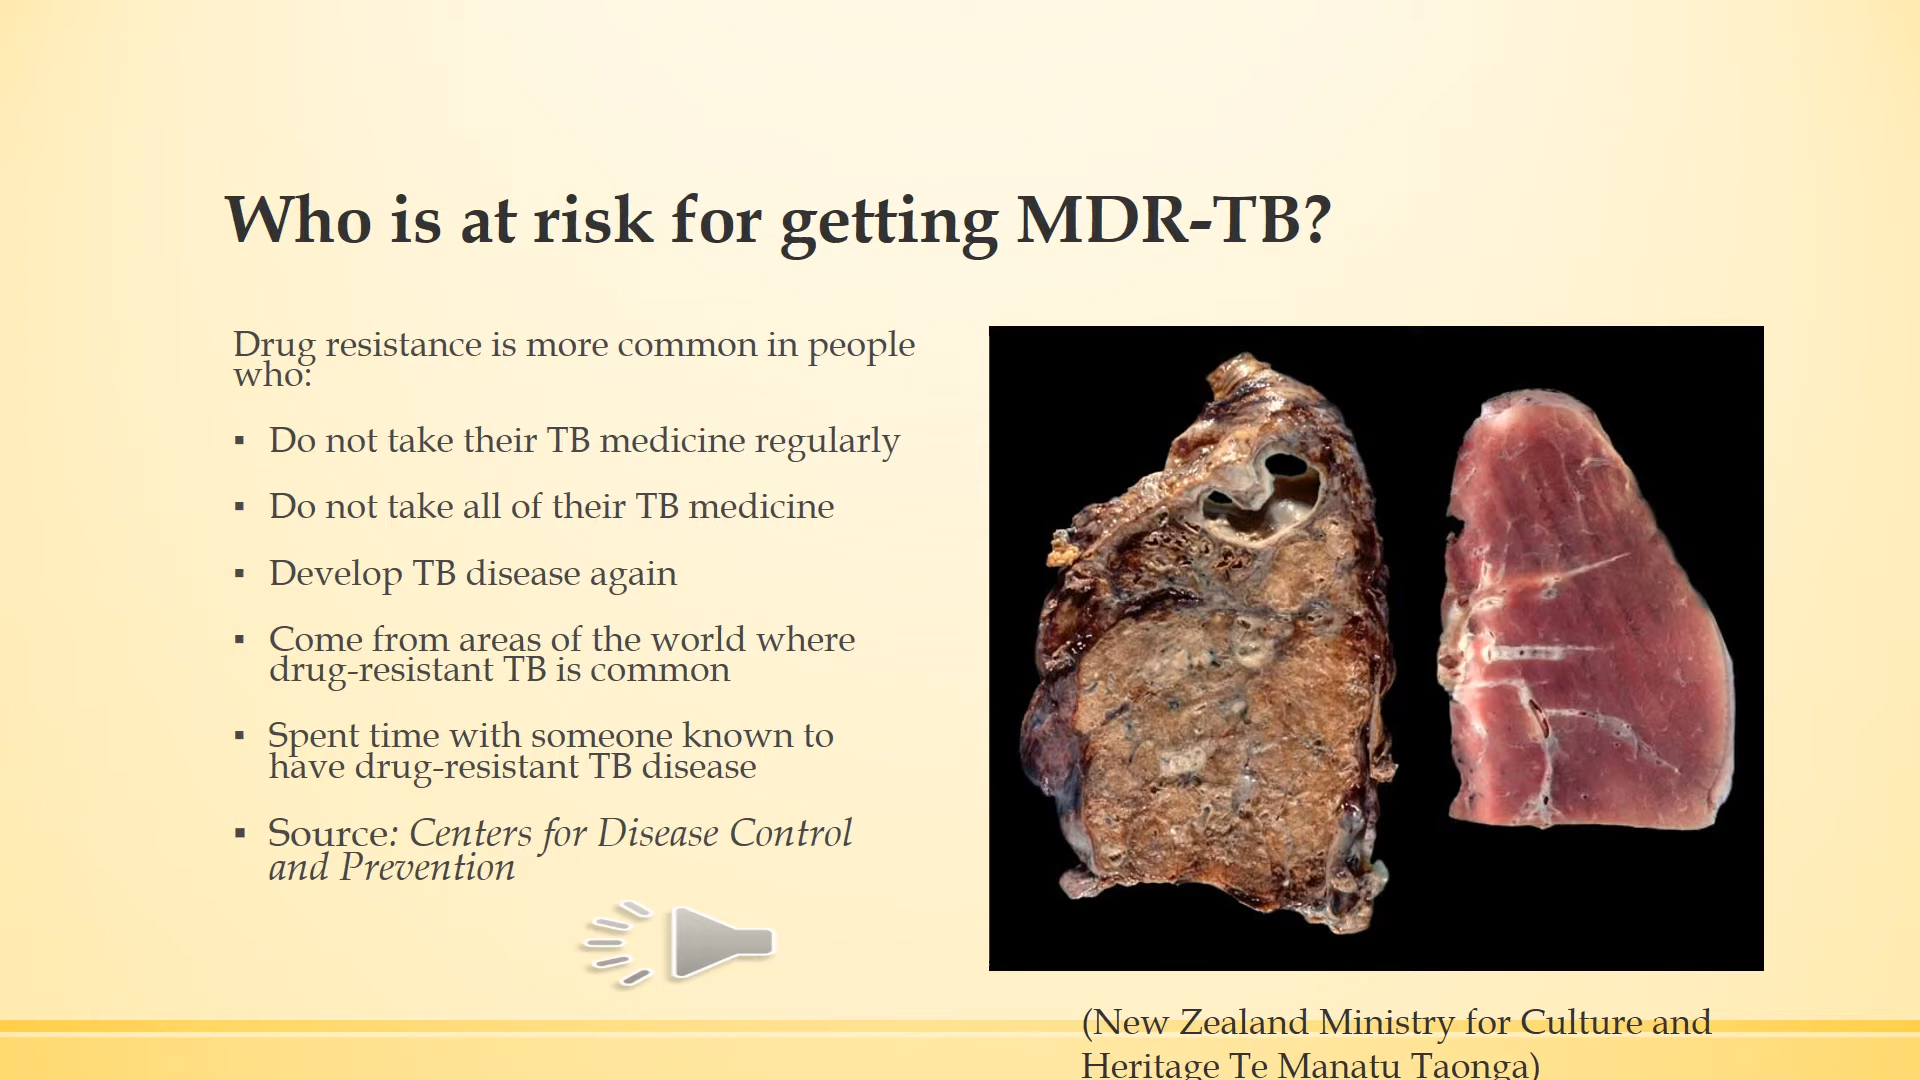 Who is at risk for getting MDR-TB?
Drug resistance is more common in people
who:
▪ Do not take their TB medicine regularly
▪ Do not take all of their TB medicine
▪ Develop TB disease again
▪ Come from areas of the world where
drug-resistant TB is common
▪ Spent time with someone known to
have drug-resistant TB disease
▪ Source: Centers for Disease Control
and Prevention
(New Zealand Ministry for Culture and
Heritage Te Manatu Taonga)